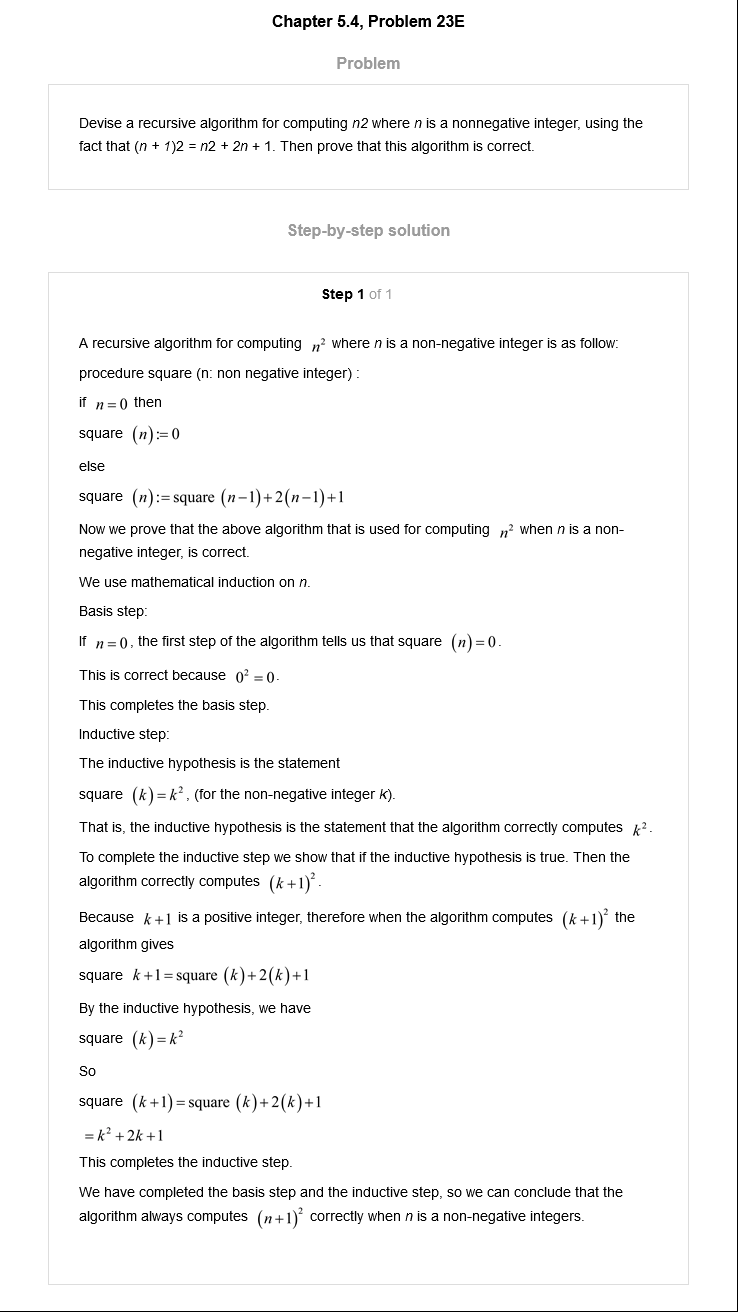 Chapter 5.4, Problem 23E
Problem
Devise a recursive algorithm for computing n2 where n is a nonnegative integer, using the
fact that (n + 1)2 = n2 + 2n + 1. Then prove that this algorithm is correct.
Step-by-step solution
Step 1 of 1
A recursive algorithm for computing n² where n is a non-negative integer is as follow:
procedure square (n: non negative integer) :
if n = 0 then
square (n) := 0
else
square (n) := square (n−1)+2(n−1)+1
Now we prove that the above algorithm that is used for computing n² when n is a non-
negative integer, is correct.
We use mathematical induction on n.
Basis step:
If n = 0, the first step of the algorithm tells us that square (n) = 0.
This is correct because 0² = 0.
This completes the basis step.
Inductive step:
The inductive hypothesis is the statement
square (k) = k², (for the non-negative integer k).
That is, the inductive hypothesis is the statement that the algorithm correctly computes k².
To complete the inductive step we show that if the inductive hypothesis is true. Then the
algorithm correctly computes (k+1)².
Because k+1 is a positive integer, therefore when the algorithm computes (k+1)² the
algorithm gives
square k+1 = square (k)+2(k)+1
By the inductive hypothesis, we have
square (k) = k²
So
square (k+1) = square (k)+2(k)+1
= k² + 2k + 1
This completes the inductive step.
We have completed the basis step and the inductive step, so we can conclude that the
algorithm always computes (n+1)² correctly when n is a non-negative integers.